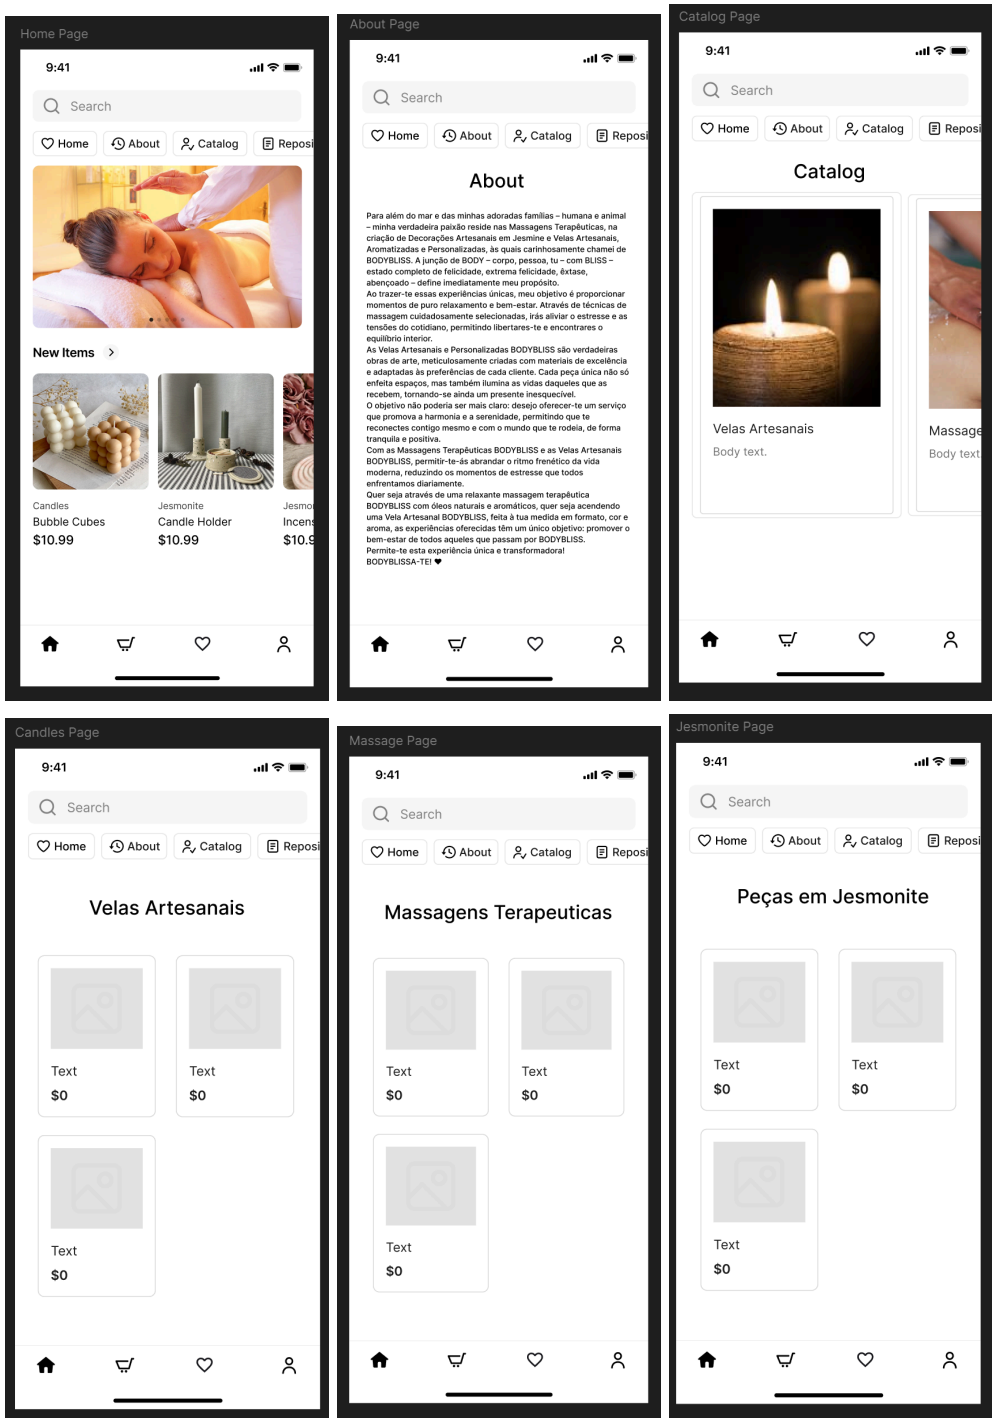 Home Page
9:41
Search
Home
About
Catalog
Reposi
New Items
Candles
Bubble Cubes
$10.99
Jesmonite
Candle Holder
$10.99
Jesmo
Incens
$10.9
About Page
9:41
Search
Home
About
Catalog
Reposi
About
Para além do mar e das minhas adoradas famílias – humana e animal
– minha verdadeira paixão reside nas Massagens Terapêuticas, na
criação de Decorações Artesanais em Jesmine e Velas Artesanais,
Aromatizadas e Personalizadas, às quais carinhosamente chamei de
BODYBLISS. A junção de BODY – corpo, pessoa, tu – com BLISS –
estado completo de felicidade, extrema felicidade, êxtase,
abençoado – define imediatamente meu propósito.
Ao trazer-te essas experiências únicas, meu objetivo é proporcionar
momentos de puro relaxamento e bem-estar. Através de técnicas de
massagem cuidadosamente selecionadas, irás aliviar o estresse e as
tensões do cotidiano, permitindo libertares-te e encontrares o
equilíbrio interior.
As Velas Artesanais e Personalizadas BODYBLISS são verdadeiras
obras de arte, meticulosamente criadas com materiais de excelência
e adaptadas às preferências de cada cliente. Cada peça única não só
enfeita espaços, mas também ilumina as vidas daqueles que as
recebem, tornando-se ainda um presente inesquecível.
O objetivo não poderia ser mais claro: desejo oferecer-te um serviço
que promova a harmonia e a serenidade, permitindo que te
reconectes contigo mesmo e com o mundo que te rodeia, de forma
tranquila e positiva.
Com as Massagens Terapêuticas BODYBLISS e as Velas Artesanais
BODYBLISS, permitir-te-ás abrandar o ritmo frenético da vida
moderna, reduzindo os momentos de estresse que todos
enfrentamos diariamente.
Quer seja através de uma relaxante massagem terapêutica
BODYBLISS com óleos naturais e aromáticos, quer seja acendendo
uma Vela Artesanal BODYBLISS, feita à tua medida em formato, cor e
aroma, as experiências oferecidas têm um único objetivo: promover o
bem-estar de todos aqueles que passam por BODYBLISS.
Permite-te esta experiência única e transformadora!
BODYBLISSA-TE! ♥
Catalog Page
9:41
Search
Home
About
Catalog
Reposi
Catalog
Velas Artesanais
Body text.
Massage
Body text.
Candles Page
9:41
Search
Home
About
Catalog
Reposi
Velas Artesanais
Text
$0
Text
$0
Text
$0
Massage Page
9:41
Search
Home
About
Catalog
Reposi
Massagens Terapeuticas
Text
$0
Text
$0
Text
$0
Jesmonite Page
9:41
Search
Home
About
Catalog
Reposi
Peças em Jesmonite
Text
$0
Text
$0
Text
$0